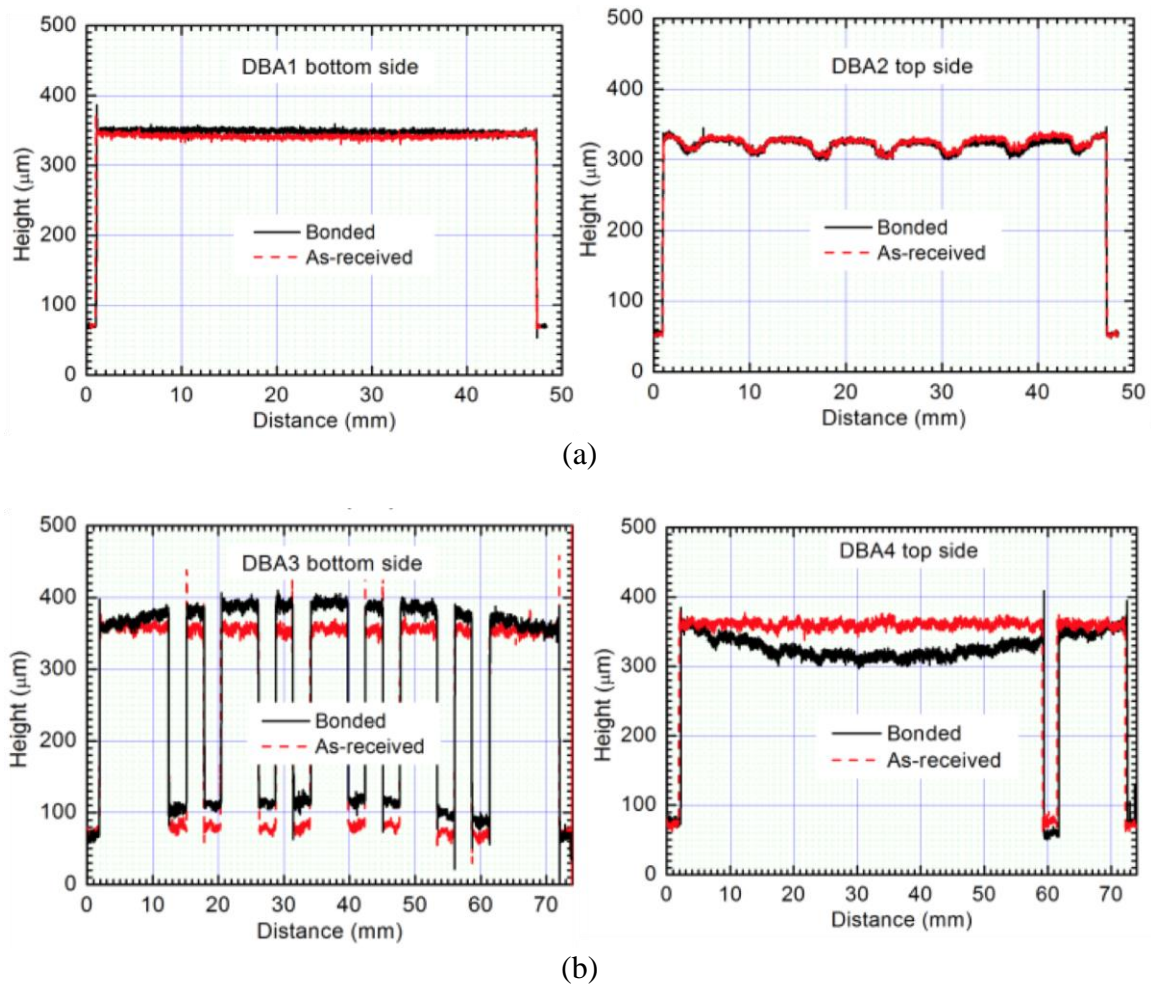 500
400
300
200
100
0
Height (μm)
DBA1 bottom side
Bonded
As-received
0 10 20 30 40 50
Distance (mm)
500
400
300
200
100
0
Height (μm)
DBA2 top side
Bonded
As-received
0 10 20 30 40 50
Distance (mm)
(a)
500
400
300
200
100
0
Height (μm)
DBA3 bottom side
Bonded
As-received
0 10 20 30 40 50 60 70
Distance (mm)
500
400
300
200
100
0
Height (μm)
DBA4 top side
Bonded
As-received
0 10 20 30 40 50 60 70
Distance (mm)
(b)